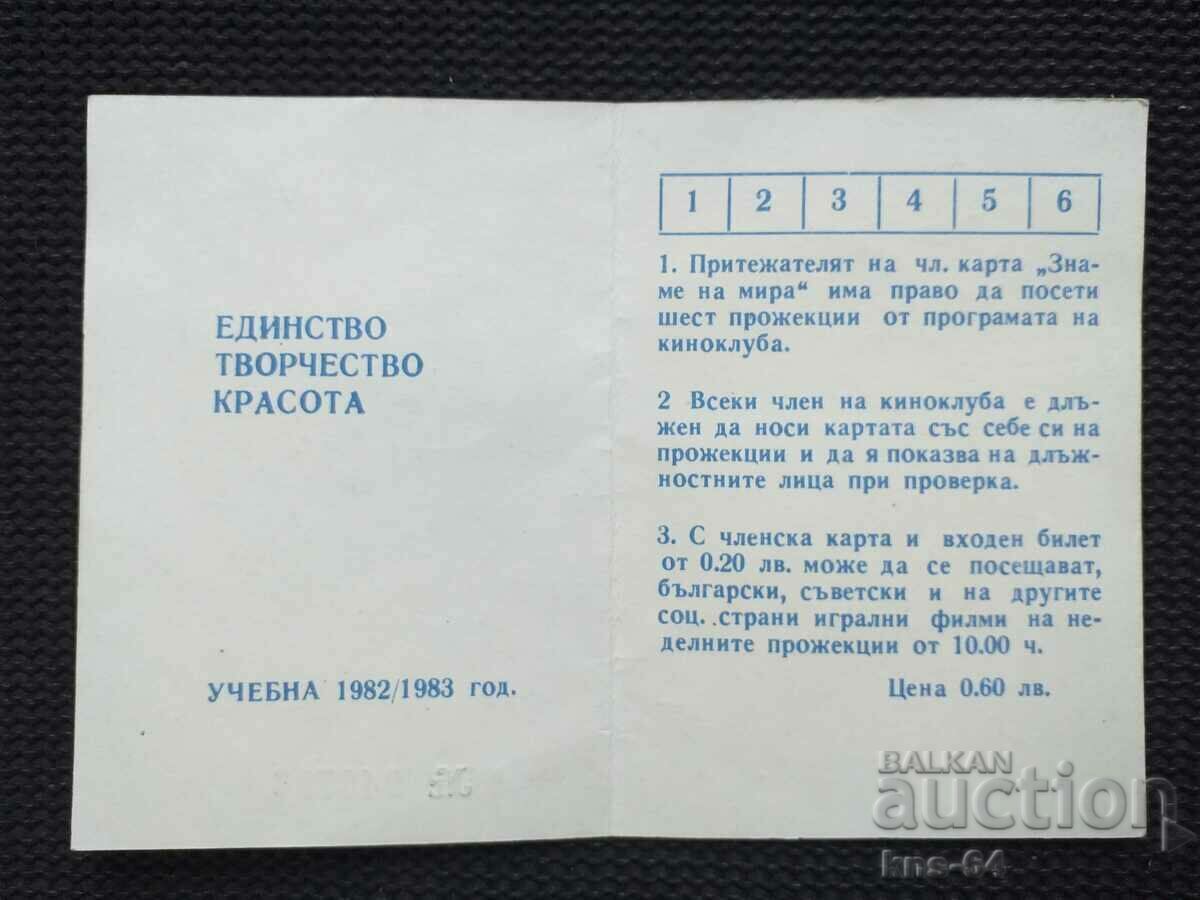 ЕДИНСТВО
ТВОРЧЕСТВО
КРАСОТА
УЧЕБНА 1982/1983 год.
1 2 3 4 5 6
1. Притежателят на чл. карта „Зна-
ме на мира“ има право да посети
шест прожекции от програмата на
киноклуба.
2 Всеки член на киноклуба е длъ-
жен да носи картата със себе си на
прожекции и да я показва на длъж-
ностните лица при проверка.
3. С членска карта и входен билет
от 0.20 лв. може да се посещават,
български, съветски и на другите
соц. .страни игрални филми на не-
делните прожекции от 10.00 ч.
Цена 0.60 лв.
BALKAN
auction
kns-64